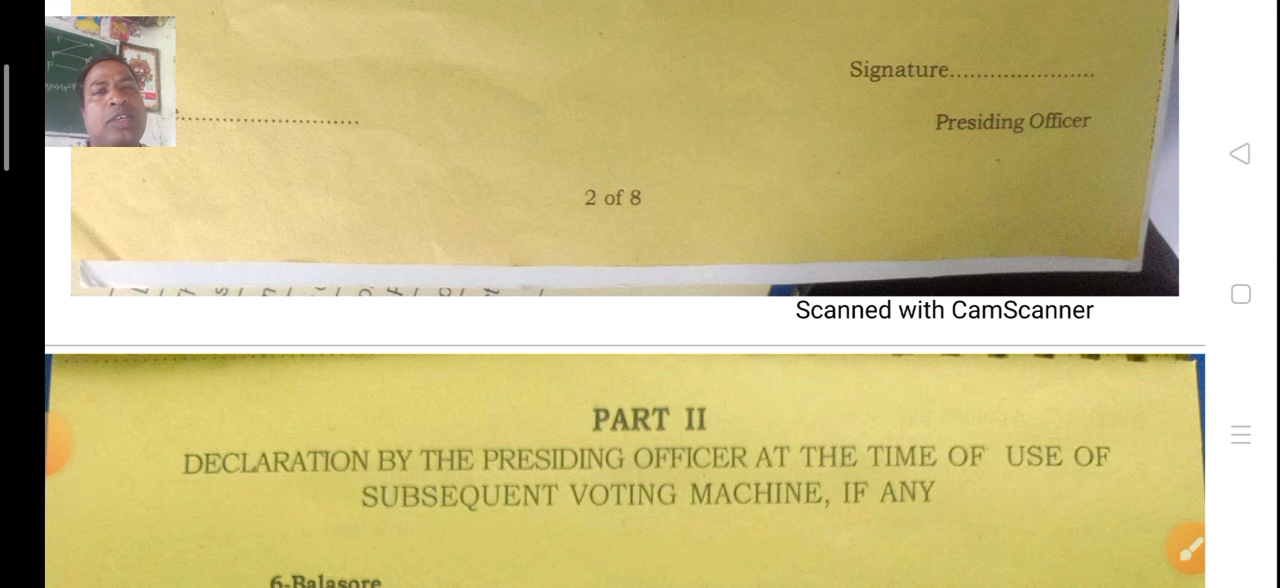 Signature......................
..............................
Presiding Officer
2 of 8
Scanned with CamScanner
PART II
DECLARATION BY THE PRESIDING OFFICER AT THE TIME OF USE OF
SUBSEQUENT VOTING MACHINE, IF ANY
6-Balasore